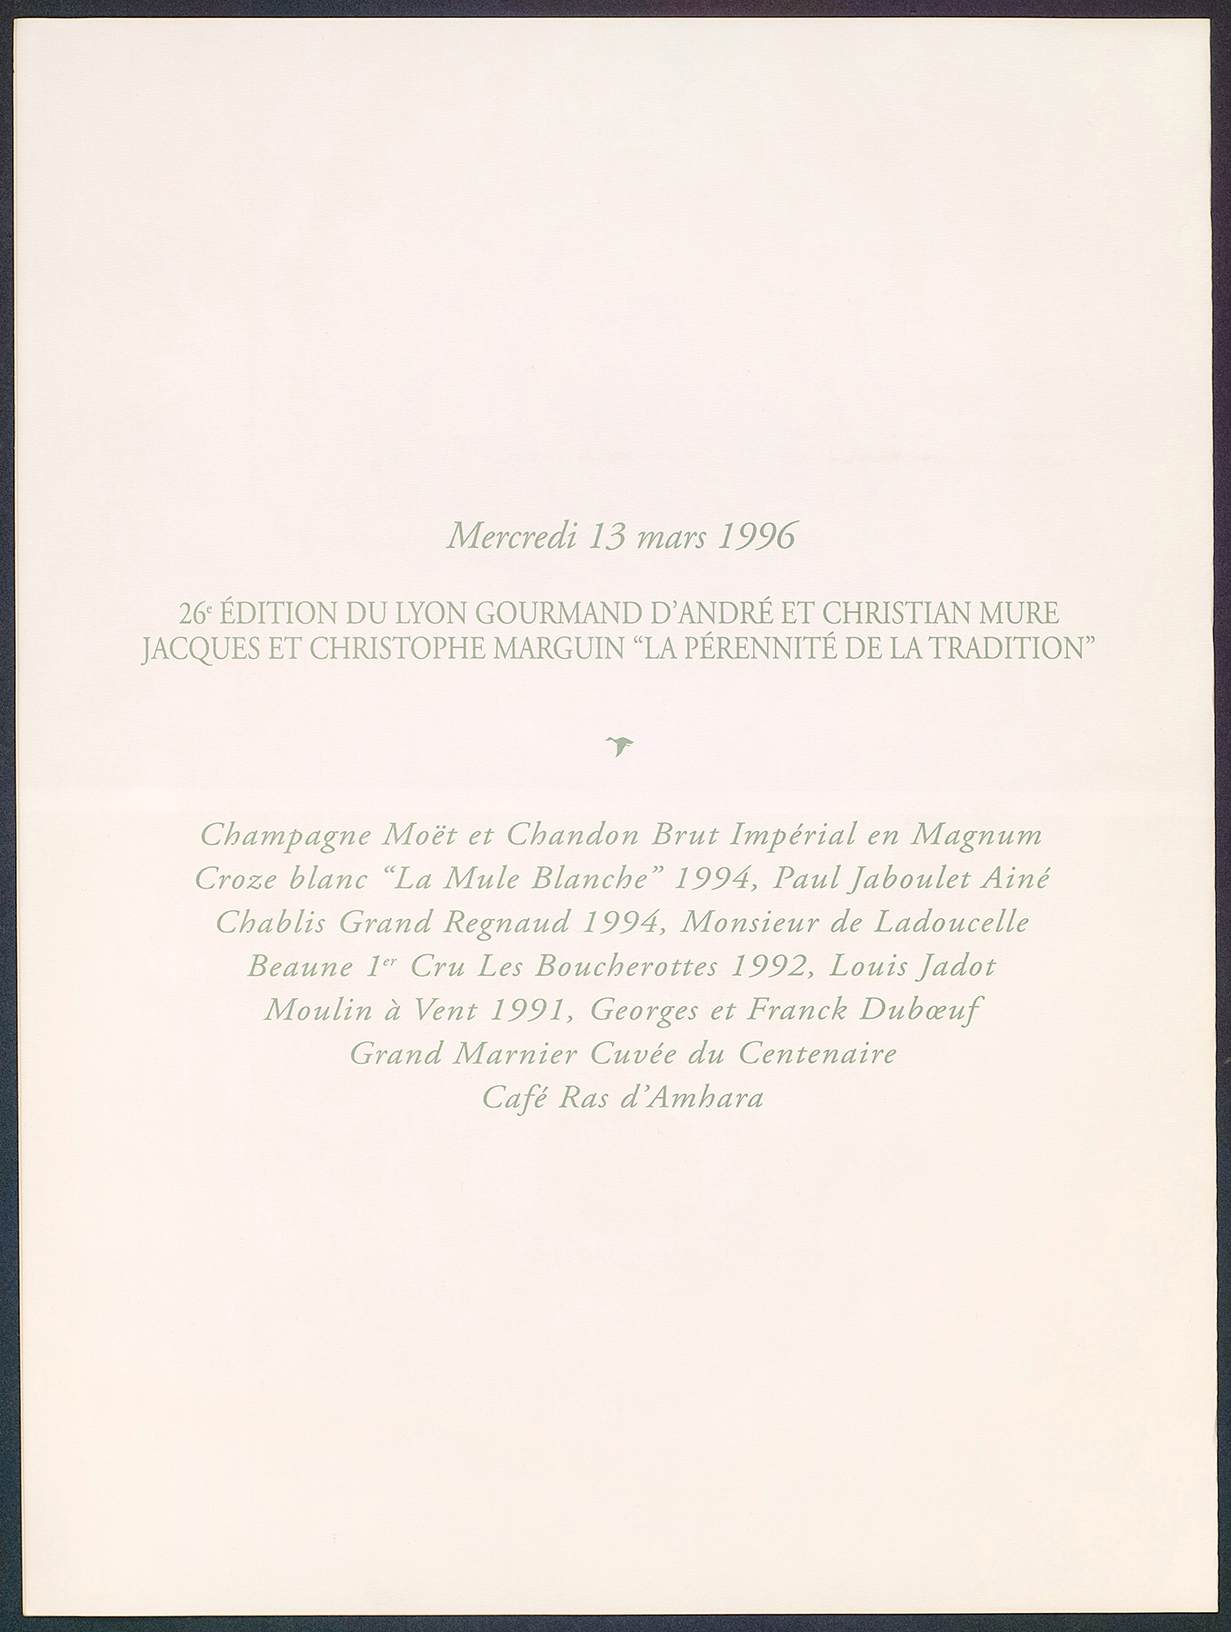 Mercredi 13 mars 1996
26e ÉDITION DU LYON GOURMAND D'ANDRÉ ET CHRISTIAN MURE
JACQUES ET CHRISTOPHE MARGUIN “LA PÉRENNITÉ DE LA TRADITION”
Champagne Moët et Chandon Brut Impérial en Magnum
Croze blanc “La Mule Blanche” 1994, Paul Jaboulet Ainé
Chablis Grand Regnaud 1994, Monsieur de Ladoucelle
Beaune 1er Cru Les Boucherottes 1992, Louis Jadot
Moulin à Vent 1991, Georges et Franck Dubœuf
Grand Marnier Cuvée du Centenaire
Café Ras d'Amhara